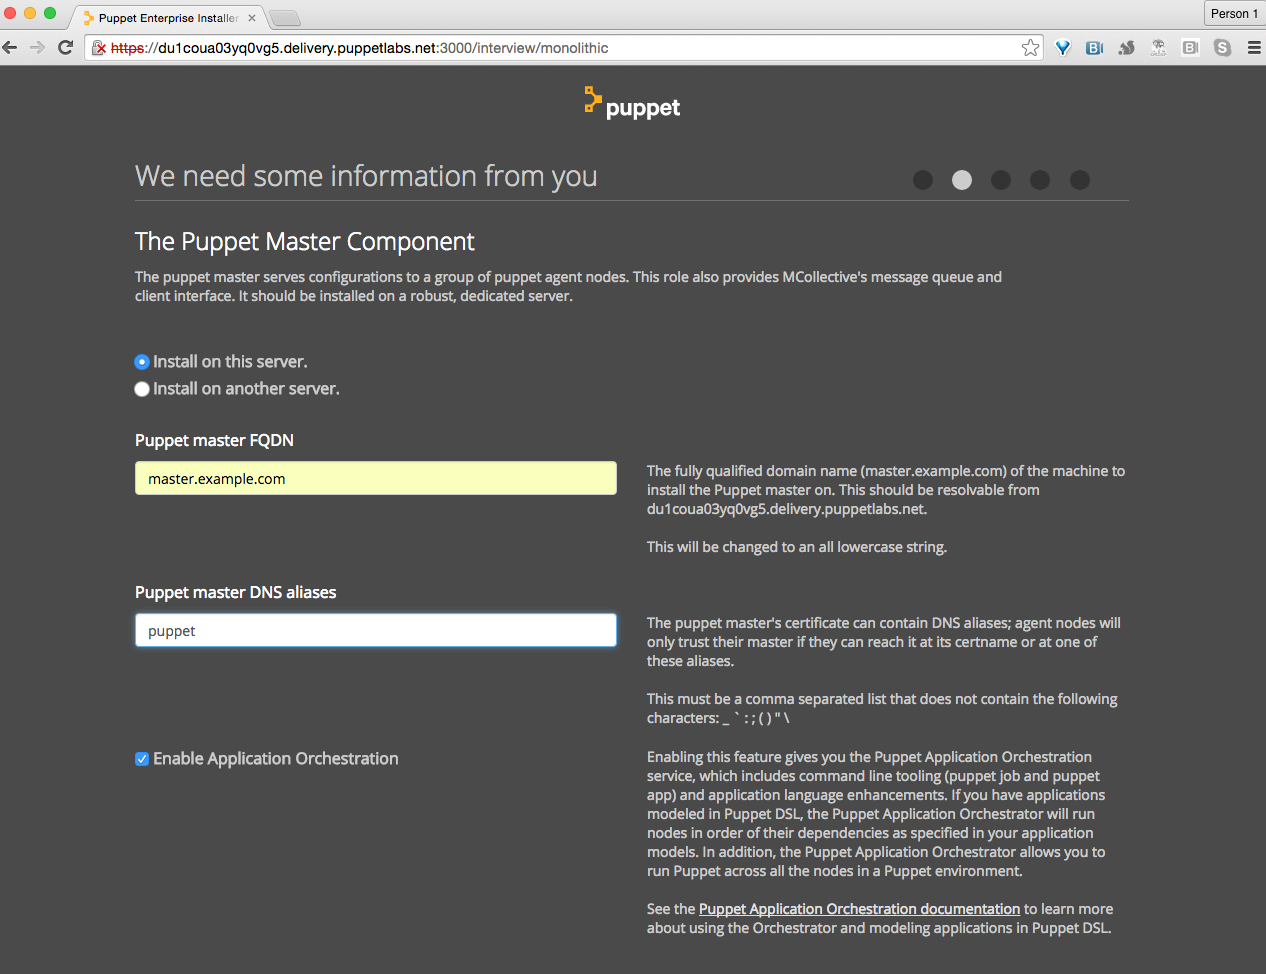 Puppet Enterprise Installer
Person 1
https://du1coua03yq0vg5.delivery.puppetlabs.net:3000/interview/monolithic
puppet
We need some information from you
The Puppet Master Component
The puppet master serves configurations to a group of puppet agent nodes. This role also provides MCollective's message queue and
client interface. It should be installed on a robust, dedicated server.
Install on this server.
Install on another server.
Puppet master FQDN
master.example.com
The fully qualified domain name (master.example.com) of the machine to
install the Puppet master on. This should be resolvable from
du1coua03yq0vg5.delivery.puppetlabs.net.
This will be changed to an all lowercase string.
Puppet master DNS aliases
puppet
The puppet master's certificate can contain DNS aliases; agent nodes will
only trust their master if they can reach it at its certname or at one of
these aliases.
This must be a comma separated list that does not contain the following
characters: _ ` : ; ( ) " \
Enable Application Orchestration
Enabling this feature gives you the Puppet Application Orchestration
service, which includes command line tooling (puppet job and puppet
app) and application language enhancements. If you have applications
modeled in Puppet DSL, the Puppet Application Orchestrator will run
nodes in order of their dependencies as specified in your application
models. In addition, the Puppet Application Orchestrator allows you to
run Puppet across all the nodes in a Puppet environment.
See the Puppet Application Orchestration documentation to learn more
about using the Orchestrator and modeling applications in Puppet DSL.